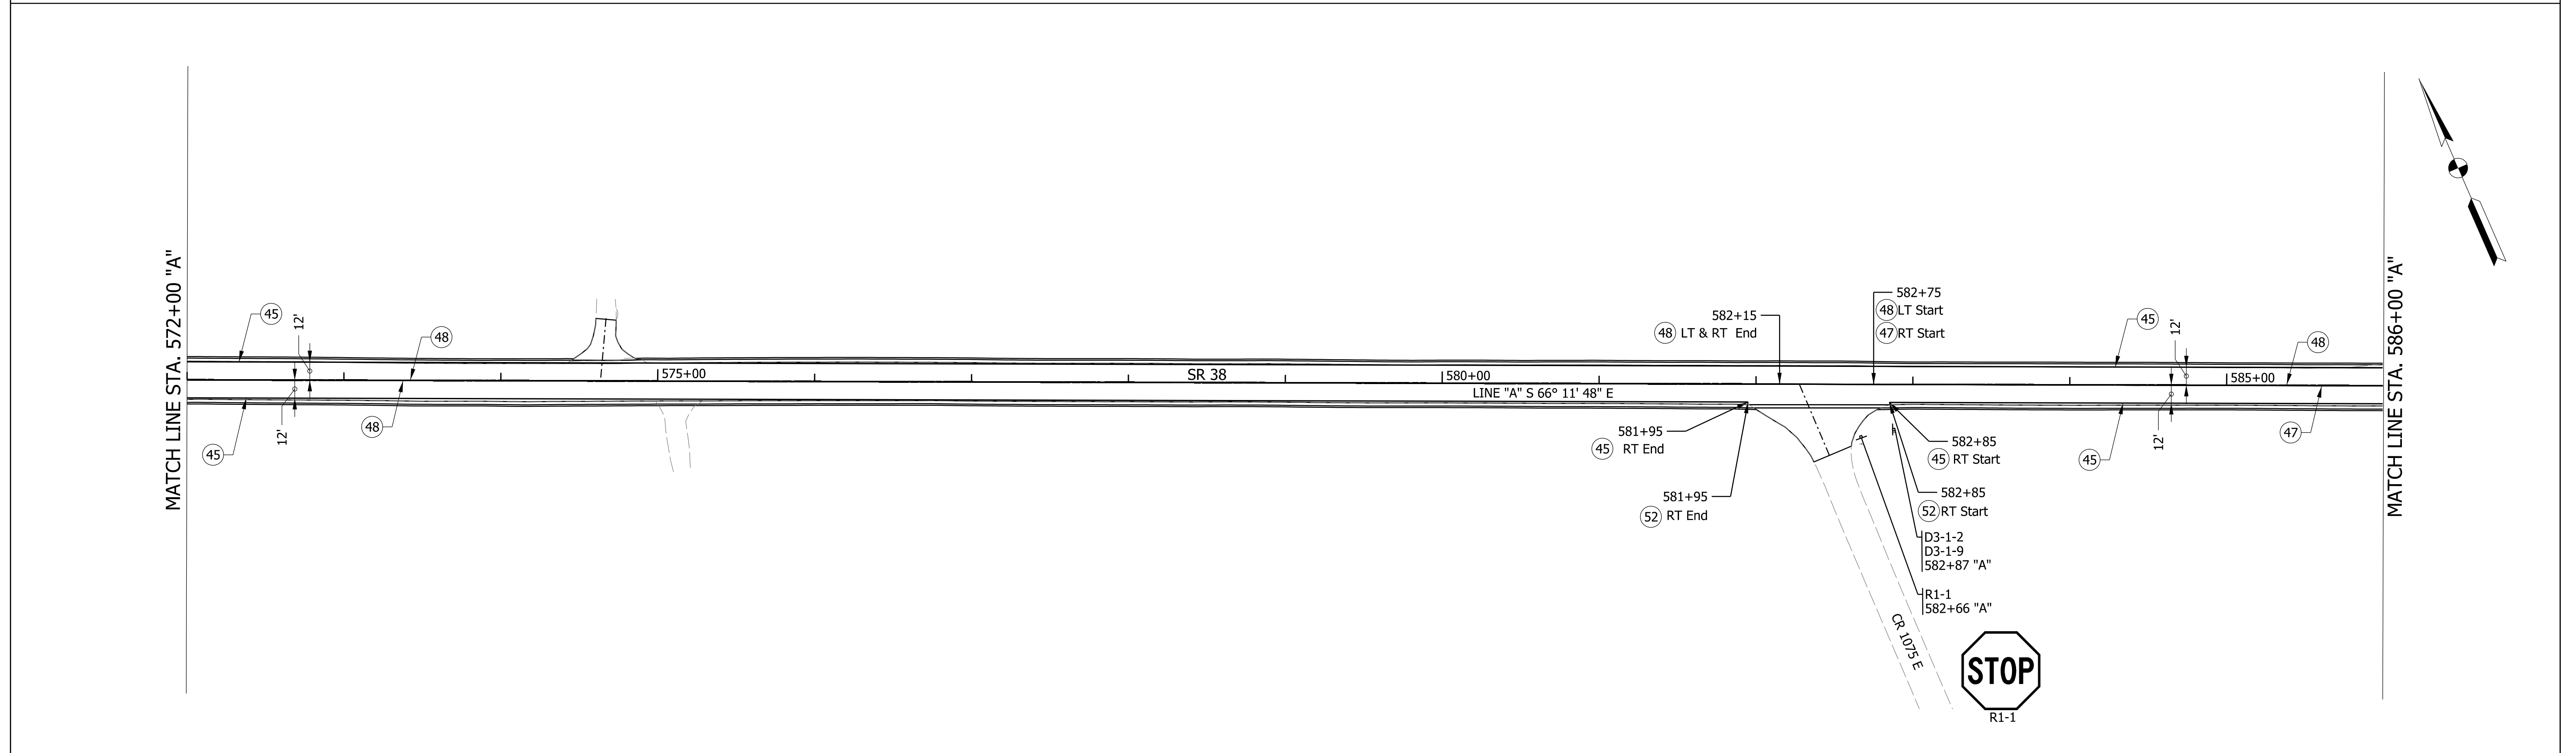 MATCH LINE STA. 572+00 "A"
45
12'
48
45
12'
48
575+00
SR 38
580+00
LINE "A" S 66° 11' 48" E
582+15
48 LT & RT End
582+75
48 LT Start
47 RT Start
581+95
45 RT End
581+95
52 RT End
582+85
45 RT Start
582+85
52 RT Start
D3-1-2
D3-1-9
582+87 "A"
R1-1
582+66 "A"
CR 1075 E
STOP
R1-1
45
12'
48
585+00
45
12'
47
MATCH LINE STA. 586+00 "A"